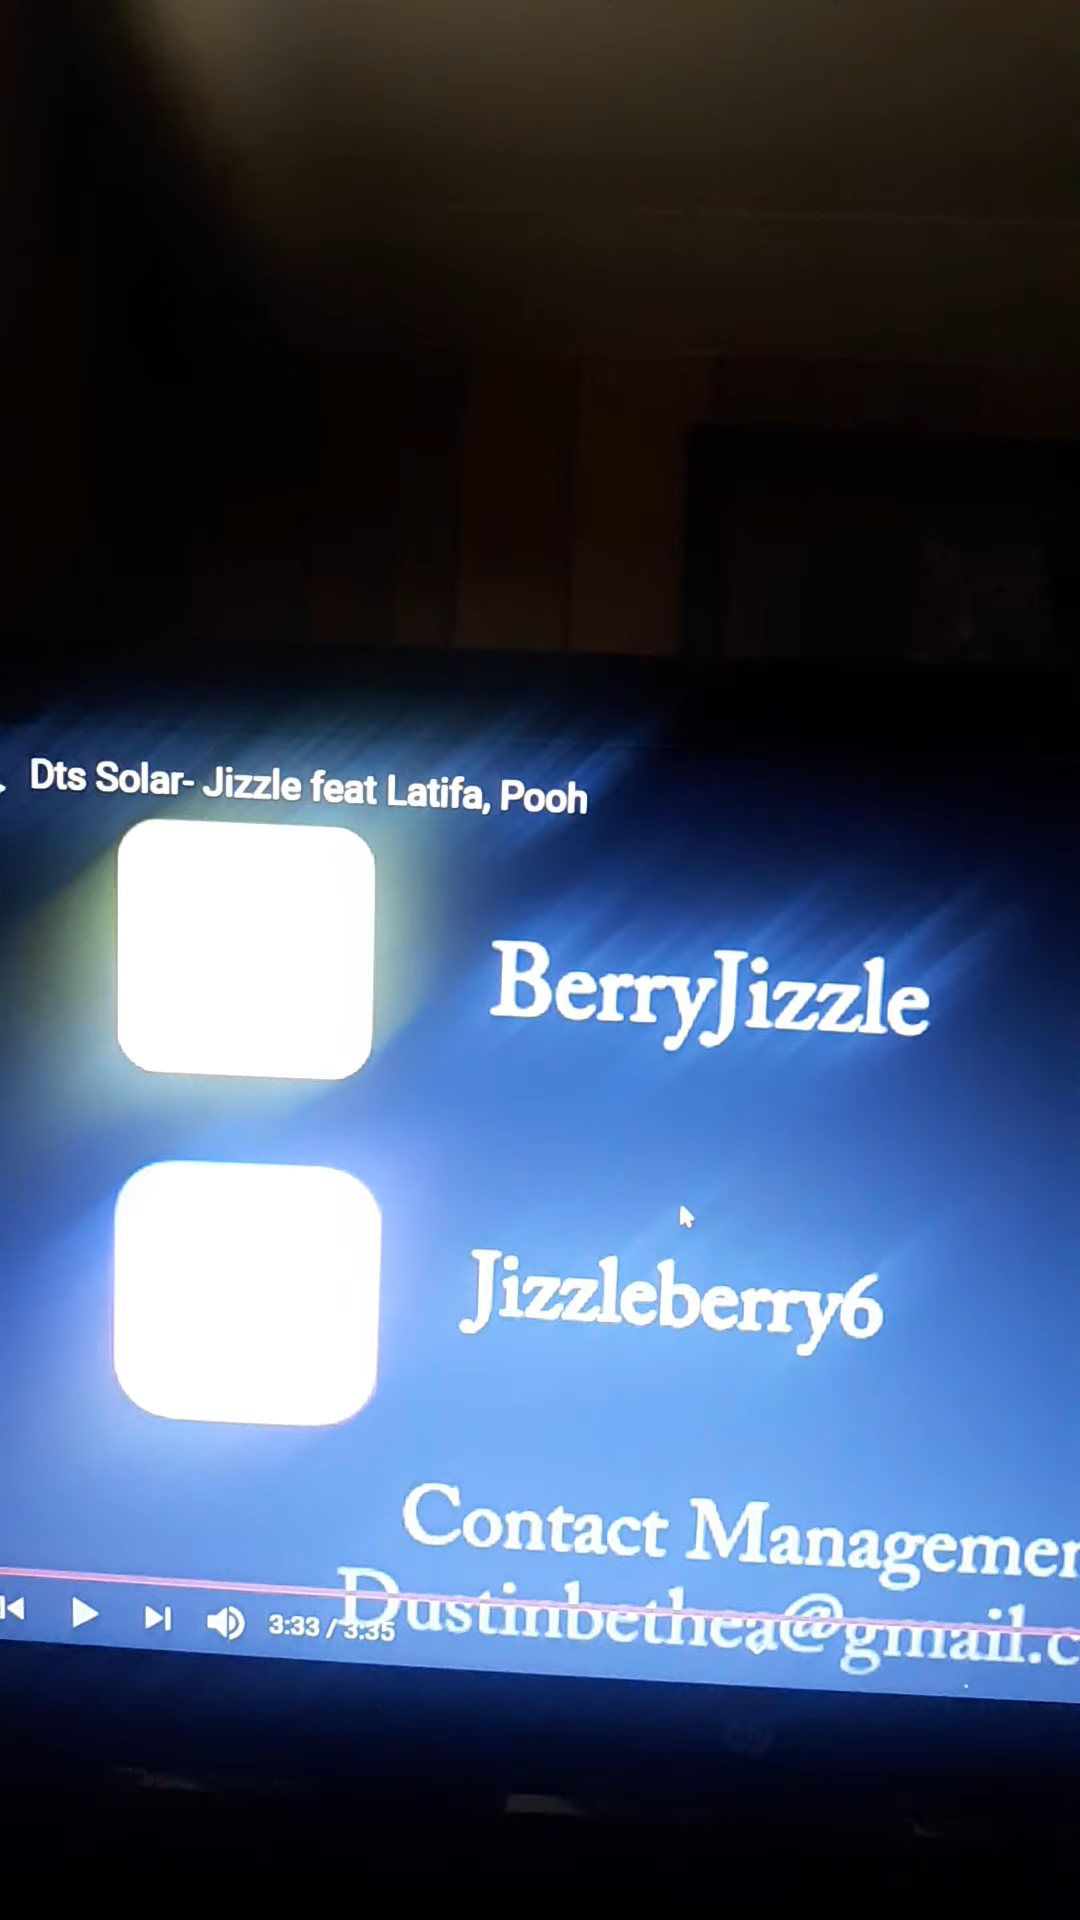 Dts Solar- Jizzle feat Latifa, Pooh
BerryJizzle
Jizzleberry6
Contact Managemen
Dustinbethea@gmail.c
3:33 / 3:35